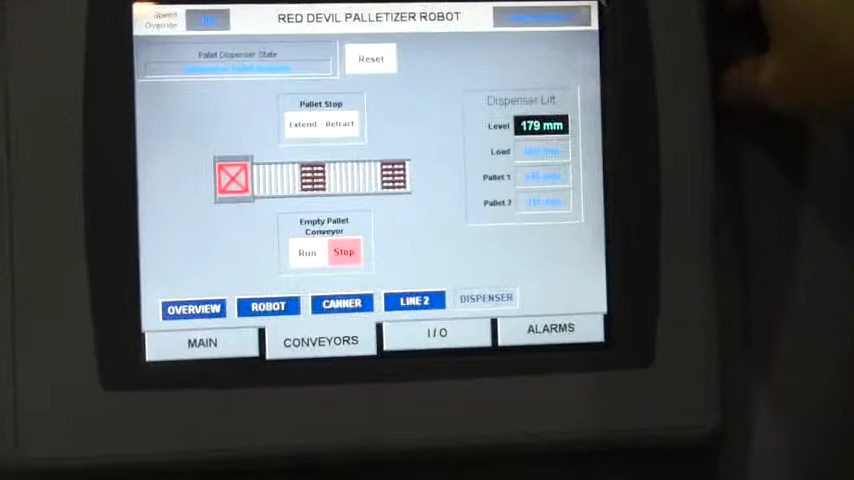 Speed
Override
RED DEVIL PALLETIZER ROBOT
Pallet Dispenser State
Reset
Pallet Stop
Extend Retract
Dispenser Lift
Level 179 mm
Load
Pallet 1
Pallet 2
Empty Pallet
Conveyor
Run Stop
OVERVIEW ROBOT CANNER LINE 2 DISPENSER
MAIN CONVEYORS I/O ALARMS